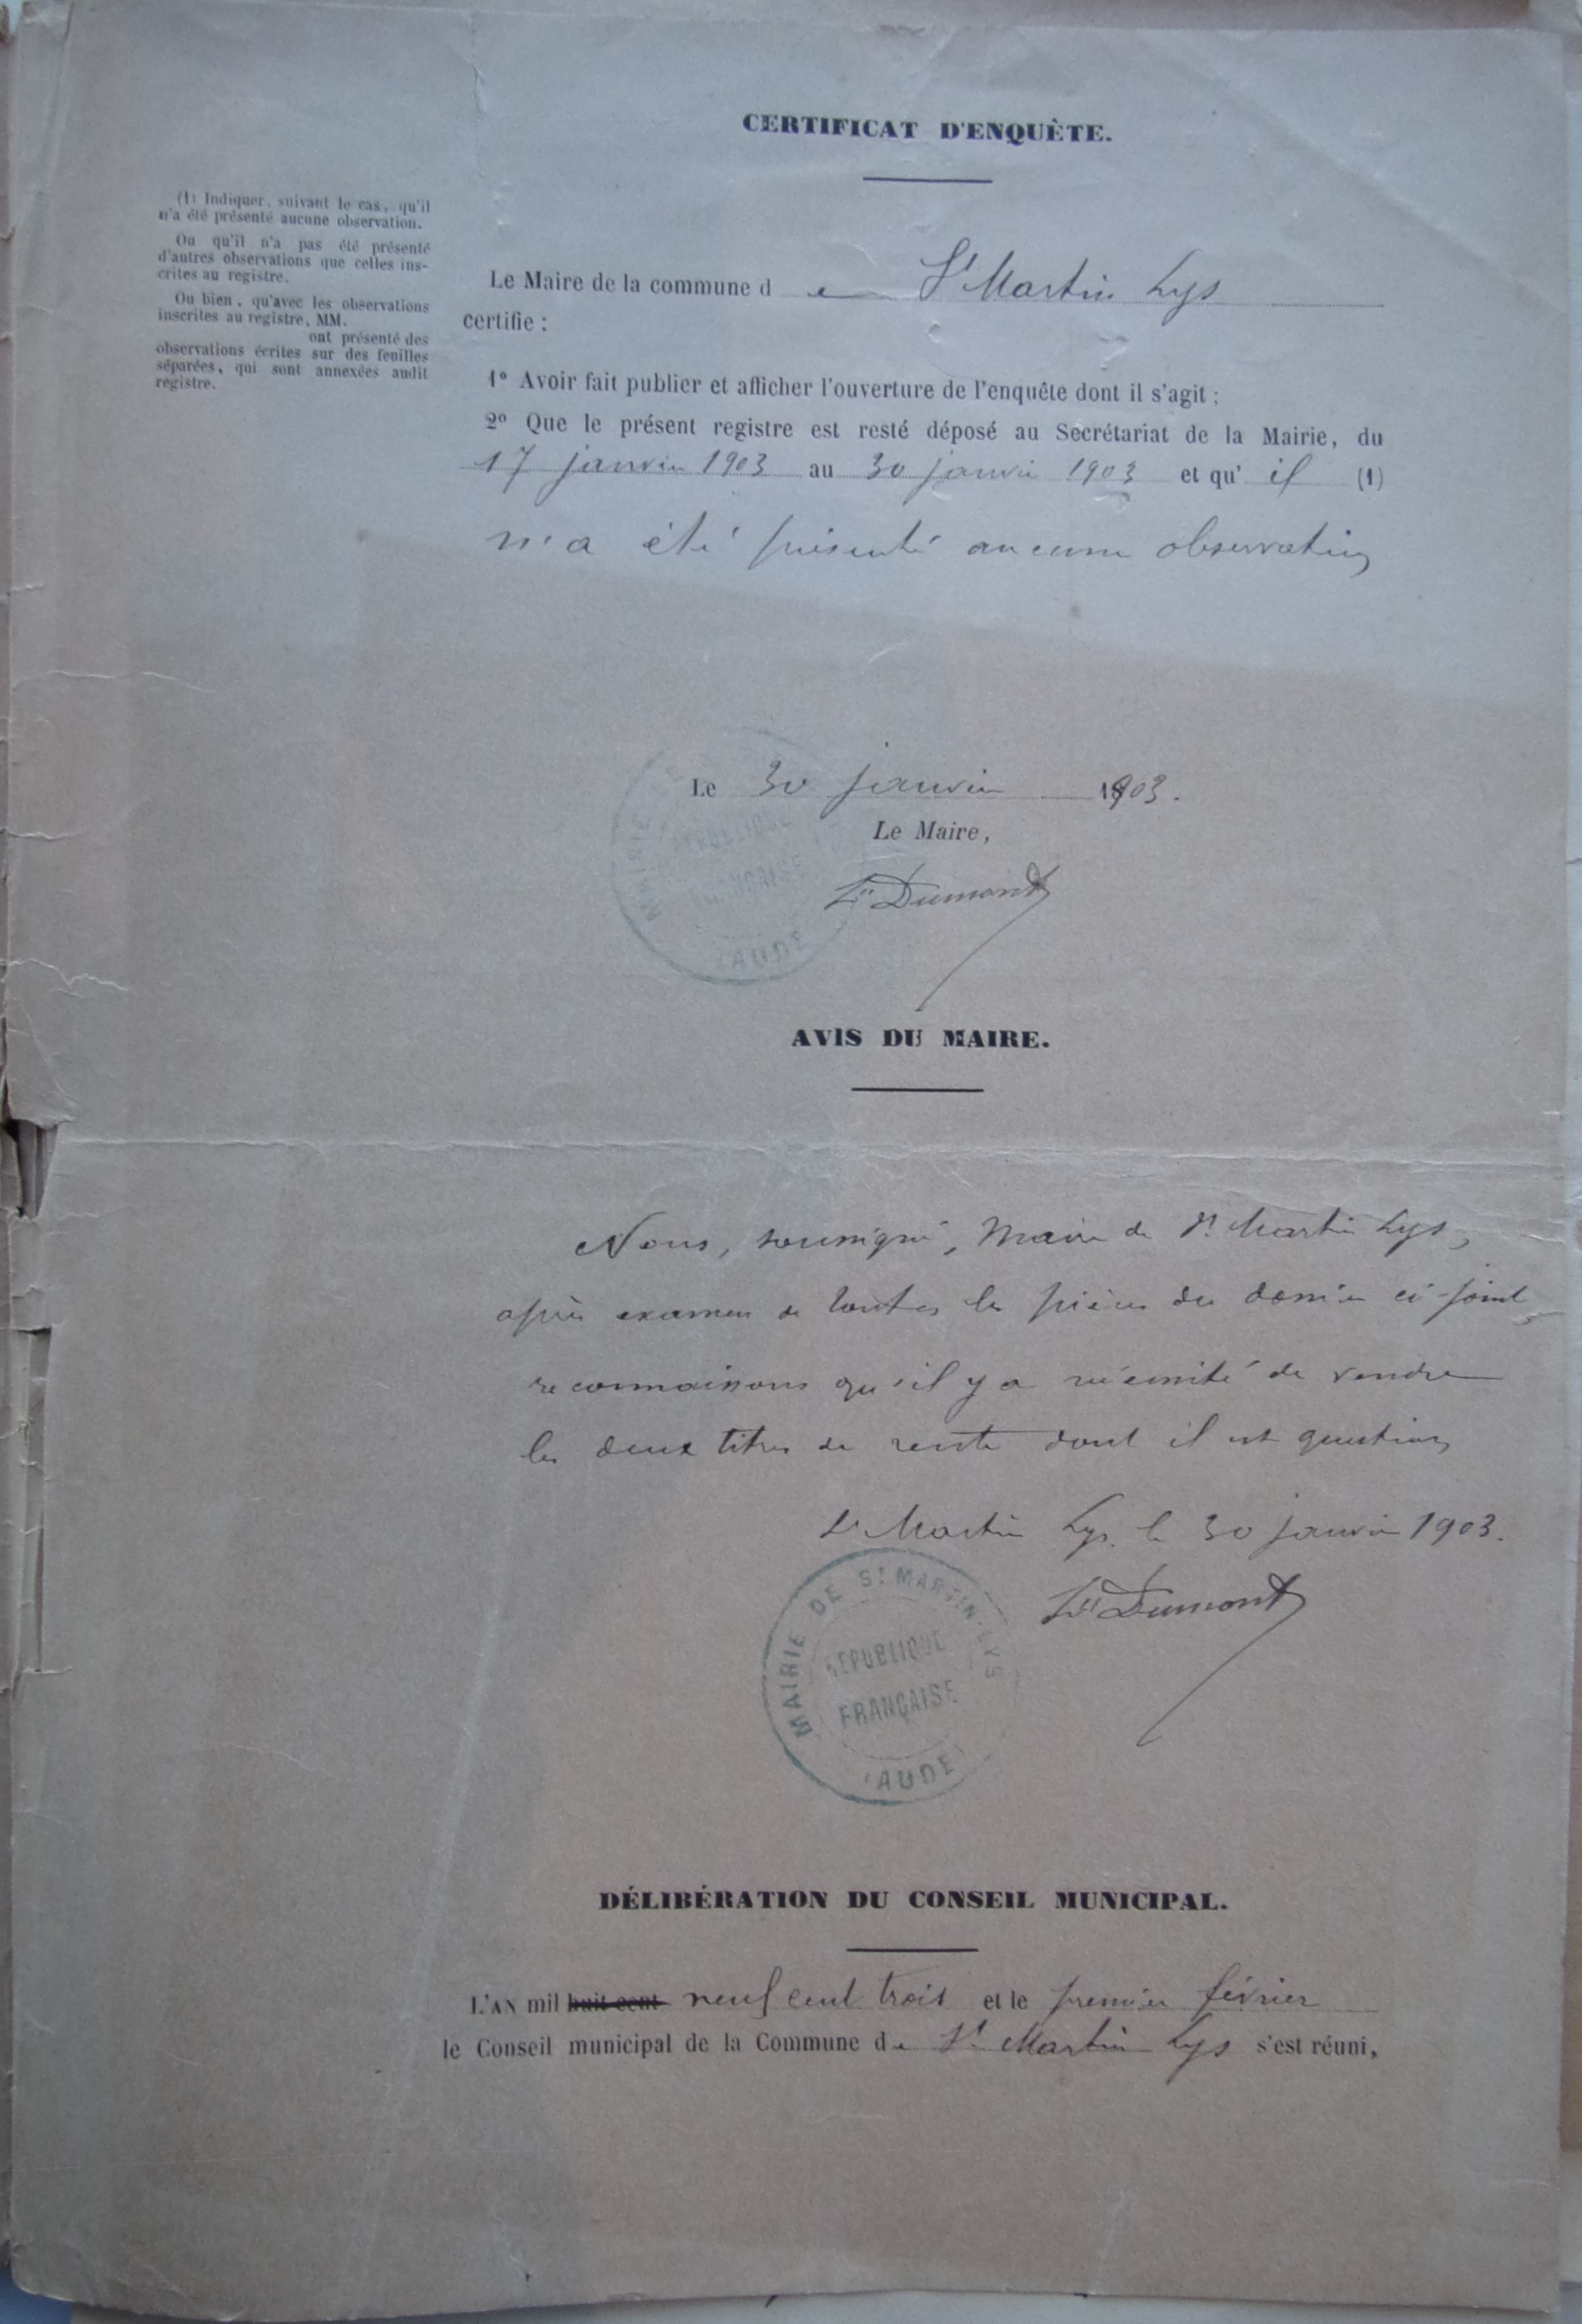 CERTIFICAT D'ENQUÈTE.
(1) Indiquer, suivant le cas, qu'il
n'a été présenté aucune observation.
Ou qu'il n'a pas été présenté
d'autres observations que celles ins-
crites au registre.
Ou bien, qu'avec les observations
inscrites au registre, MM.
ont présenté des
observations écrites sur des feuilles
séparées, qui sont annexées audit
registre.
Le Maire de la commune d e St Martin Lys
certifie :
1º Avoir fait publier et afficher l'ouverture de l'enquête dont il s'agit ;
2º Que le présent registre est resté déposé au Secrétariat de la Mairie, du
17 janvier 1903 au 30 janvier 1903 et qu' il (1)
n'a été présenté aucune observation
Le 30 janvier 1903.
Le Maire,
Dumont
MAIRIE
RÉPUBLIQUE
FRANÇAISE
AUDE
AVIS DU MAIRE.
Nous, soussigné, Maire de St Martin Lys,
après examen de toutes les pièces du dossier ci-joint,
reconnaissons qu'il y a nécessité de vendre
les deux titres de rente dont il est question
St Martin Lys le 30 janvier 1903.
Dumont
MAIRIE DE St MARTIN-LYS
RÉPUBLIQUE
FRANÇAISE
AUDE
DÉLIBÉRATION DU CONSEIL MUNICIPAL.
L'AN mil huit cent neuf cent trois et le premier février
le Conseil municipal de la Commune de St Martin Lys s'est réuni,